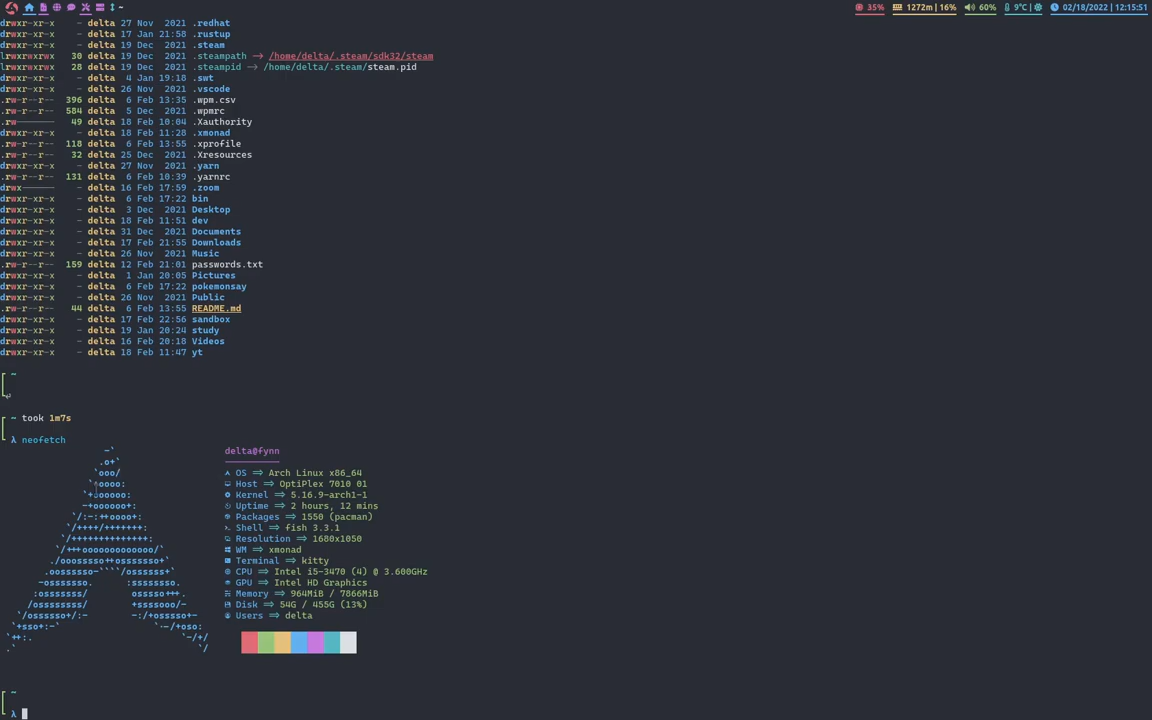 35% 1272m | 16% 60% 9°C | 02/18/2022 | 12:15:51
drwxr-xr-x - delta 27 Nov 2021 .redhat
drwxr-xr-x - delta 17 Jan 21:58 .rustup
drwxr-xr-x - delta 19 Dec 2021 .steam
lrwxrwxrwx 30 delta 19 Dec 2021 .steampath -> /home/delta/.steam/sdk32/steam
lrwxrwxrwx 28 delta 19 Dec 2021 .steampid -> /home/delta/.steam/steam.pid
drwxr-xr-x - delta 4 Jan 19:18 .swt
drwxr-xr-x - delta 26 Nov 2021 .vscode
.rw-r--r-- 396 delta 6 Feb 13:35 .wpm.csv
.rw-r--r-- 584 delta 5 Dec 2021 .wpmrc
.rw------- 49 delta 18 Feb 10:04 .Xauthority
drwxr-xr-x - delta 18 Feb 11:28 .xmonad
.rw-r--r-- 118 delta 6 Feb 13:55 .xprofile
.rw-r--r-- 32 delta 25 Dec 2021 .Xresources
drwxr-xr-x - delta 27 Nov 2021 .yarn
.rw-r--r-- 131 delta 6 Feb 10:39 .yarnrc
drwx------ - delta 16 Feb 17:59 .zoom
drwxr-xr-x - delta 6 Feb 17:22 bin
drwxr-xr-x - delta 3 Dec 2021 Desktop
drwxr-xr-x - delta 18 Feb 11:51 dev
drwxr-xr-x - delta 31 Dec 2021 Documents
drwxr-xr-x - delta 17 Feb 21:55 Downloads
drwxr-xr-x - delta 26 Nov 2021 Music
.rw-r--r-- 159 delta 12 Feb 21:01 passwords.txt
drwxr-xr-x - delta 1 Jan 20:05 Pictures
drwxr-xr-x - delta 6 Feb 17:22 pokemonsay
drwxr-xr-x - delta 26 Nov 2021 Public
.rw-r--r-- 44 delta 6 Feb 13:55 README.md
drwxr-xr-x - delta 17 Feb 22:56 sandbox
drwxr-xr-x - delta 19 Jan 20:24 study
drwxr-xr-x - delta 16 Feb 20:18 Videos
drwxr-xr-x - delta 18 Feb 11:47 yt
~
~ took 1m7s
λ neofetch
delta@fynn
OS => Arch Linux x86_64
Host => OptiPlex 7010 01
Kernel => 5.16.9-arch1-1
Uptime => 2 hours, 12 mins
Packages => 1550 (pacman)
Shell => fish 3.3.1
Resolution => 1680x1050
WM => xmonad
Terminal => kitty
CPU => Intel i5-3470 (4) @ 3.600GHz
GPU => Intel HD Graphics
Memory => 964MiB / 7866MiB
Disk => 54G / 455G (13%)
Users => delta
~
λ